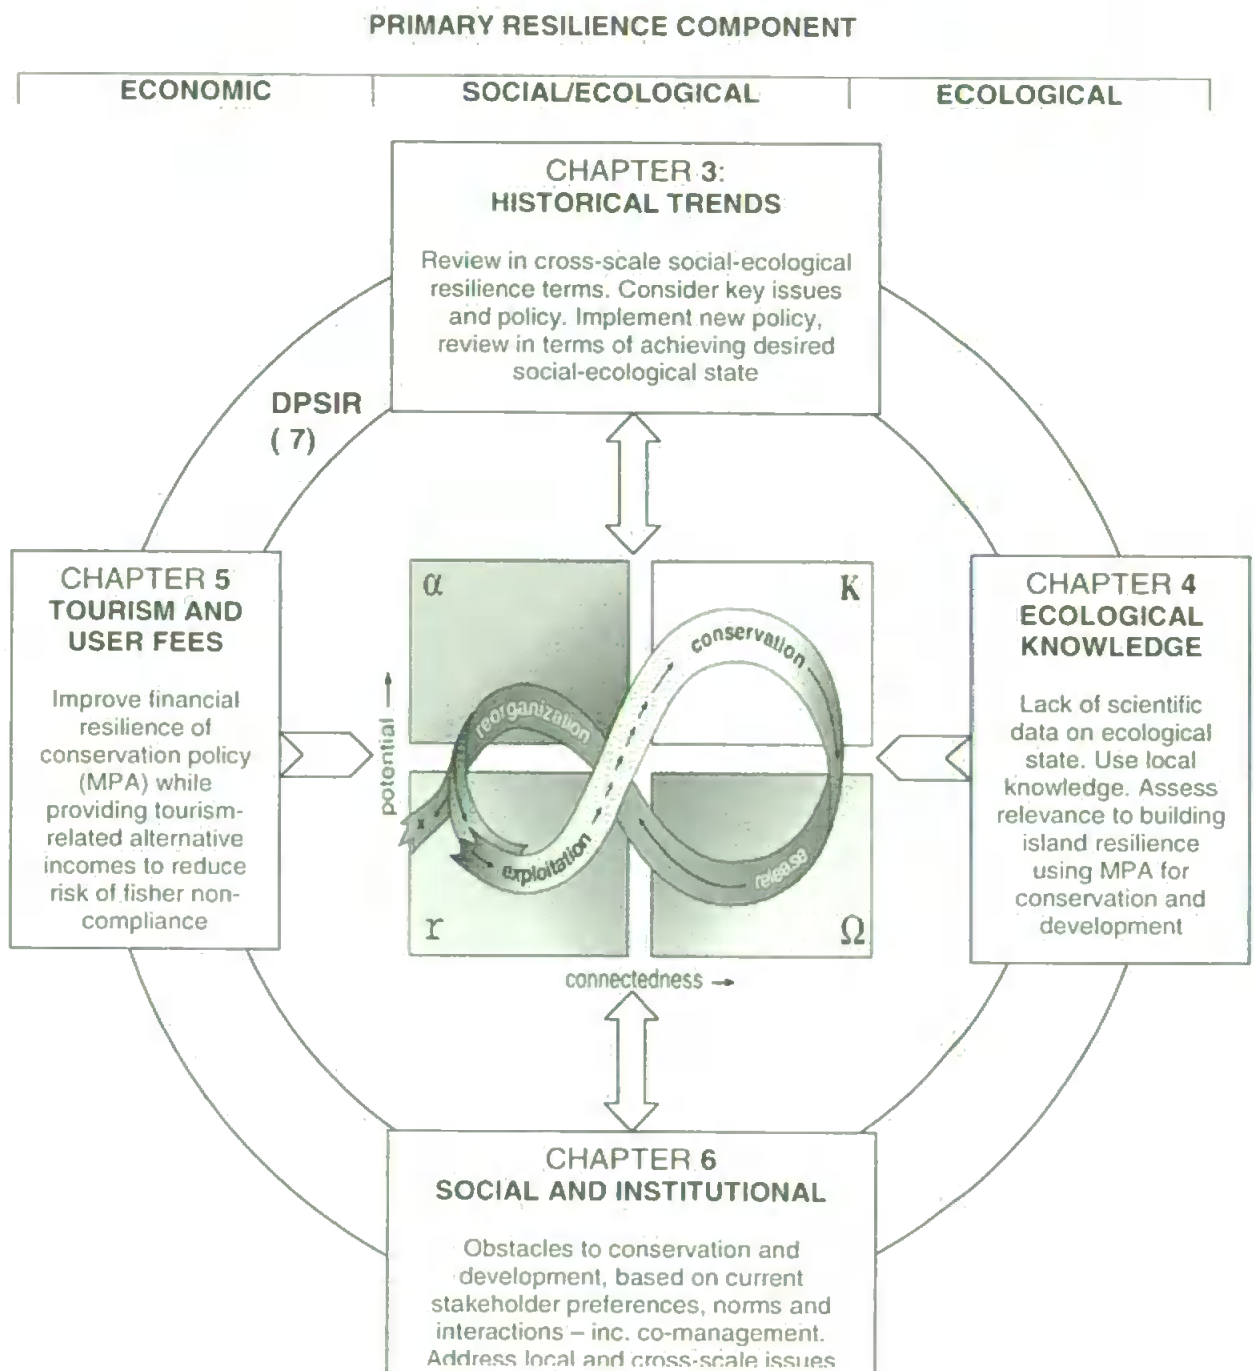 PRIMARY RESILIENCE COMPONENT
ECONOMIC
SOCIAL/ECOLOGICAL
ECOLOGICAL
CHAPTER 3:
HISTORICAL TRENDS
Review in cross-scale social-ecological
resilience terms. Consider key issues
and policy. Implement new policy,
review in terms of achieving desired
social-ecological state
DPSIR
( 7)
CHAPTER 5
TOURISM AND
USER FEES
Improve financial
resilience of
conservation policy
(MPA) while
providing tourism-
related alternative
incomes to reduce
risk of fisher non-
compliance
α
K
conservation
reorganization
potential
x
exploitation
release
r
Ω
connectedness
CHAPTER 4
ECOLOGICAL
KNOWLEDGE
Lack of scientific
data on ecological
state. Use local
knowledge. Assess
relevance to building
island resilience
using MPA for
conservation and
development
CHAPTER 6
SOCIAL AND INSTITUTIONAL
Obstacles to conservation and
development, based on current
stakeholder preferences, norms and
interactions – inc. co-management.
Address local and cross-scale issues